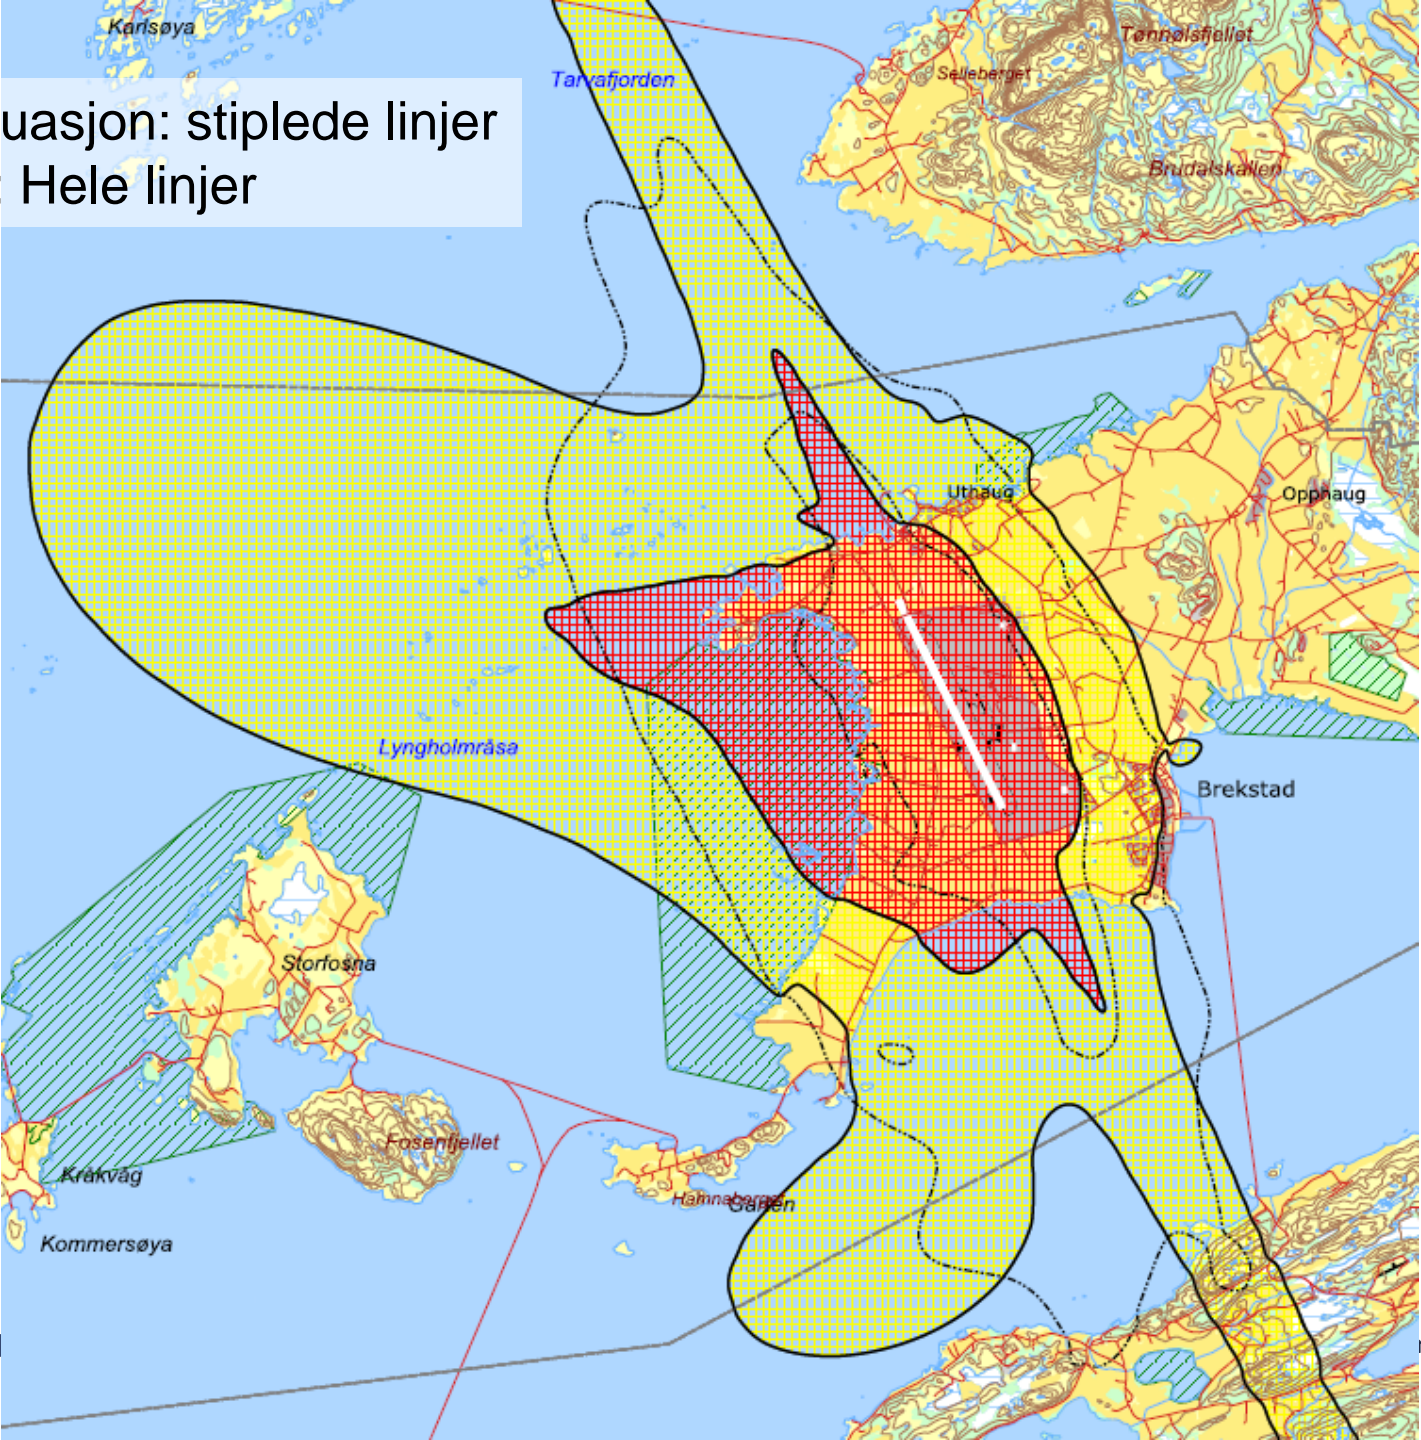 Karlsøya
Tarvafjorden
Tønnølsfjellet
Selleberget
uasjon: stiplede linjer
: Hele linjer
Brudalskallen
Uthaug
Opphaug
Lyngholmråsa
Brekstad
Storfosna
Fosenfjellet
Kråkvåg
Hamnaberget
Garten
Kommersøya